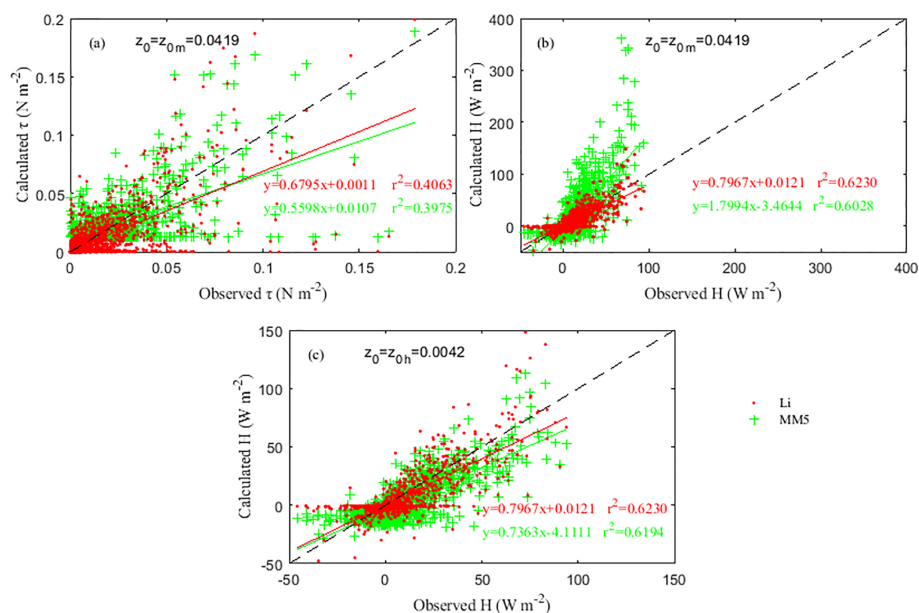 (a) z0=z0m=0.0419
0.2
0.15
0.1
0.05
0
Calculated τ (N m-2)
y=0.6795x+0.0011 r2=0.4063
y=0.5598x+0.0107 r2=0.3975
0 0.05 0.1 0.15 0.2
Observed τ (N m-2)
(b) z0=z0m=0.0419
400
300
200
100
0
Calculated H (W m-2)
y=0.7967x+0.0121 r2=0.6230
y=1.7994x-3.4644 r2=0.6028
0 100 200 300 400
Observed H (W m-2)
(c) z0=z0h=0.0042
150
100
50
0
-50
Calculated H (W m-2)
y=0.7967x+0.0121 r2=0.6230
y=0.7363x-4.1111 r2=0.6194
-50 0 50 100 150
Observed H (W m-2)
Li
MM5